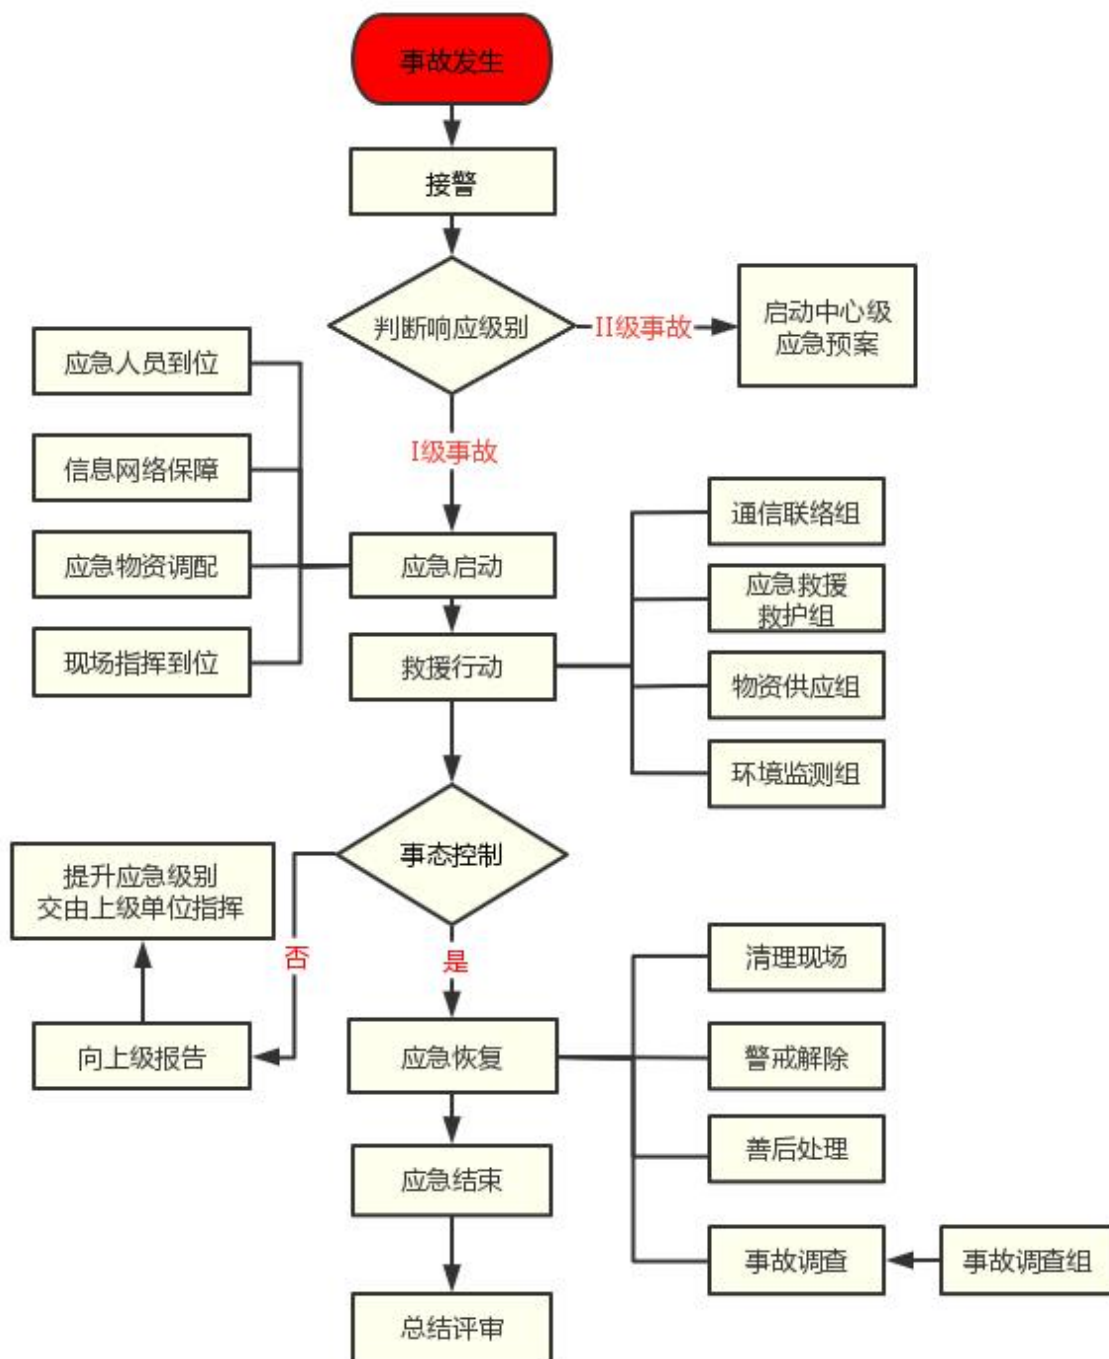 事故发生
接警
判断响应级别
II级事故
启动中心级
应急预案
I级事故
应急人员到位
信息网络保障
应急物资调配
现场指挥到位
应急启动
救援行动
通信联络组
应急救援
救护组
物资供应组
环境监测组
事态控制
否
是
提升应急级别
交由上级单位指挥
向上级报告
应急恢复
清理现场
警戒解除
善后处理
事故调查
事故调查组
应急结束
总结评审